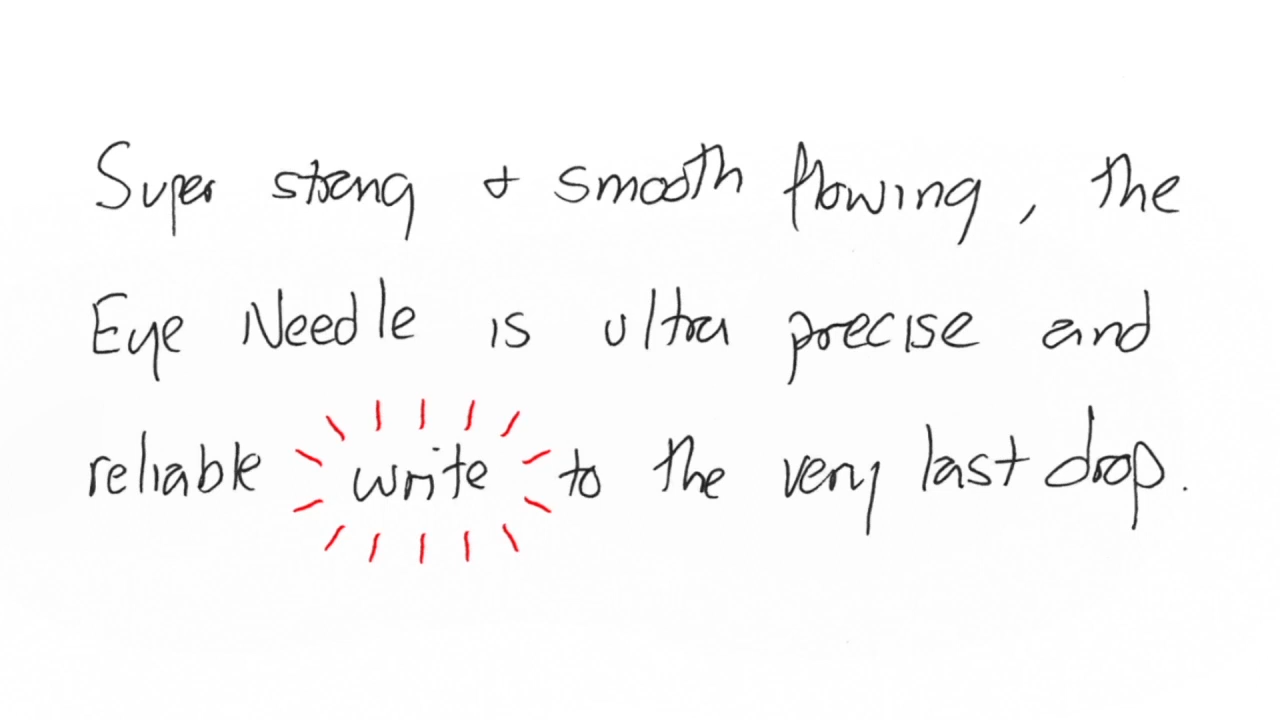 Super strong & smooth flowing, the
Eye Needle is ultra precise and
reliable write to the very last drop.